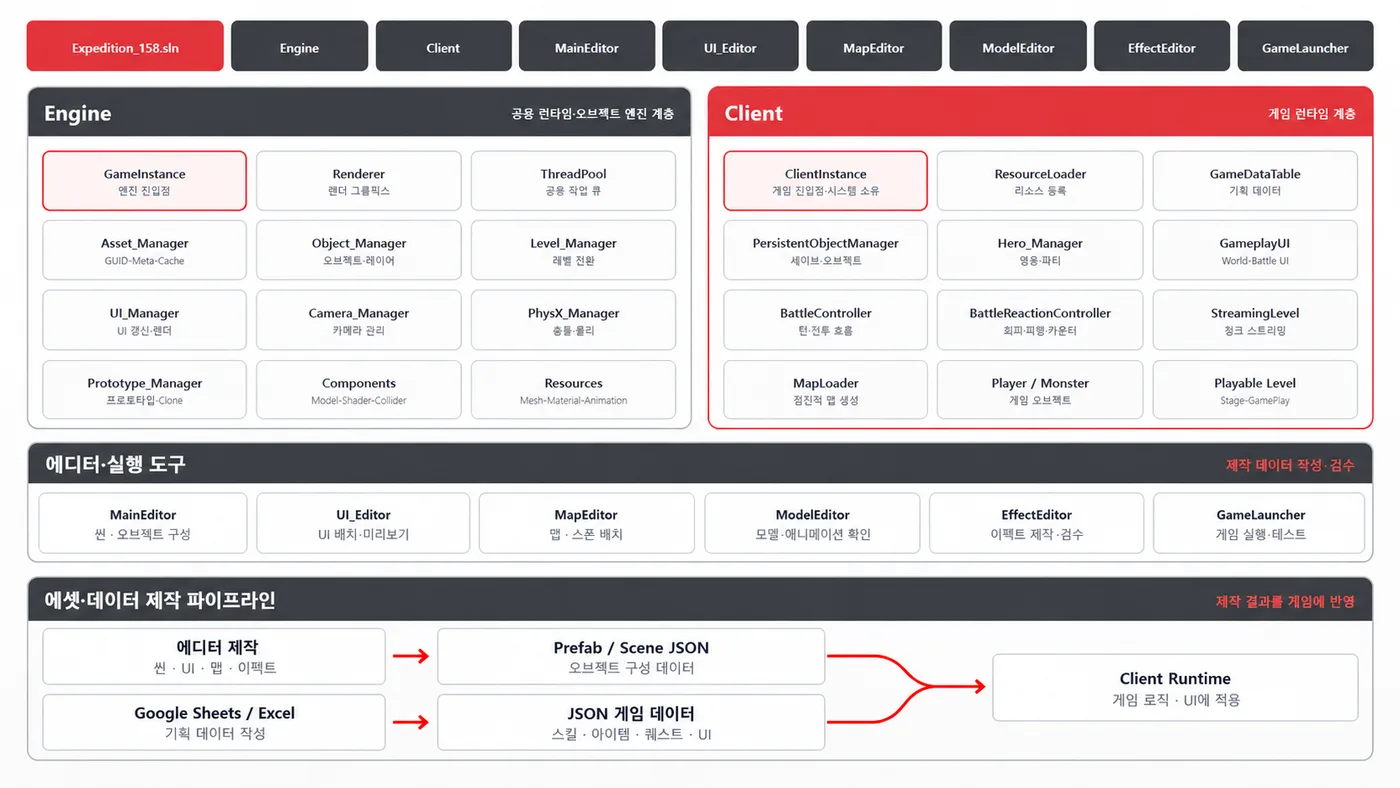 Expedition_158.sln
Engine
Client
MainEditor
UI_Editor
MapEditor
ModelEditor
EffectEditor
GameLauncher
Engine
공용 런타임·오브젝트 엔진 계층
GameInstance
엔진 진입점
Renderer
렌더 그래픽스
ThreadPool
공용 작업 큐
Asset_Manager
GUID-Meta-Cache
Object_Manager
오브젝트·레이어
Level_Manager
레벨 전환
UI_Manager
UI 갱신·렌더
Camera_Manager
카메라 관리
PhysX_Manager
충돌·물리
Prototype_Manager
프로토타입·Clone
Components
Model-Shader-Collider
Resources
Mesh-Material-Animation
Client
게임 런타임 계층
ClientInstance
게임 진입점·시스템 소유
ResourceLoader
리소스 등록
GameDataTable
기획 데이터
PersistentObjectManager
세이브·오브젝트
Hero_Manager
영웅·파티
GameplayUI
World-Battle UI
BattleController
턴·전투 흐름
BattleReactionController
회피·피행·카운터
StreamingLevel
청크 스트리밍
MapLoader
점진적 맵 생성
Player / Monster
게임 오브젝트
Playable Level
Stage-GamePlay
에디터·실행 도구
제작 데이터 작성·검수
MainEditor
씬 · 오브젝트 구성
UI_Editor
UI 배치·미리보기
MapEditor
맵 · 스폰 배치
ModelEditor
모델·애니메이션 확인
EffectEditor
이펙트 제작·검수
GameLauncher
게임 실행·테스트
에셋·데이터 제작 파이프라인
제작 결과를 게임에 반영
에디터 제작
씬 · UI · 맵 · 이펙트
Prefab / Scene JSON
오브젝트 구성 데이터
Google Sheets / Excel
기획 데이터 작성
JSON 게임 데이터
스킬 · 아이템 · 퀘스트 · UI
Client Runtime
게임 로직 · UI에 적용